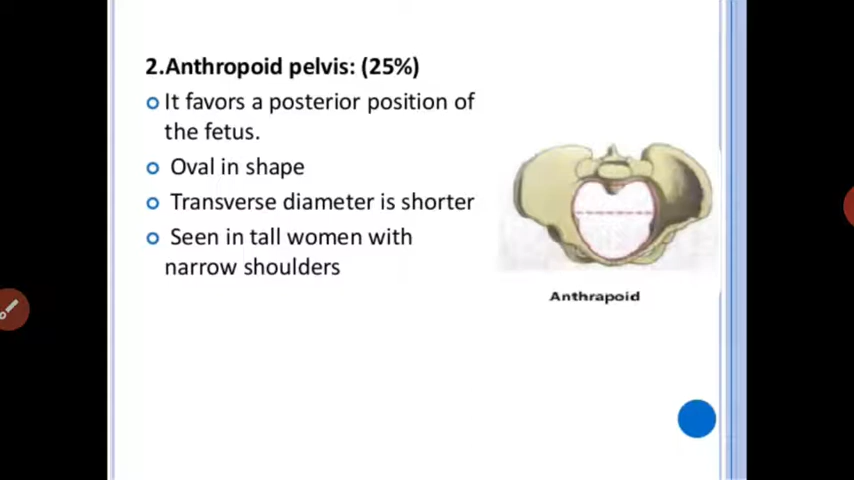 2.Anthropoid pelvis: (25%)
It favors a posterior position of
the fetus.
Oval in shape
Transverse diameter is shorter
Seen in tall women with
narrow shoulders
Anthrapoid